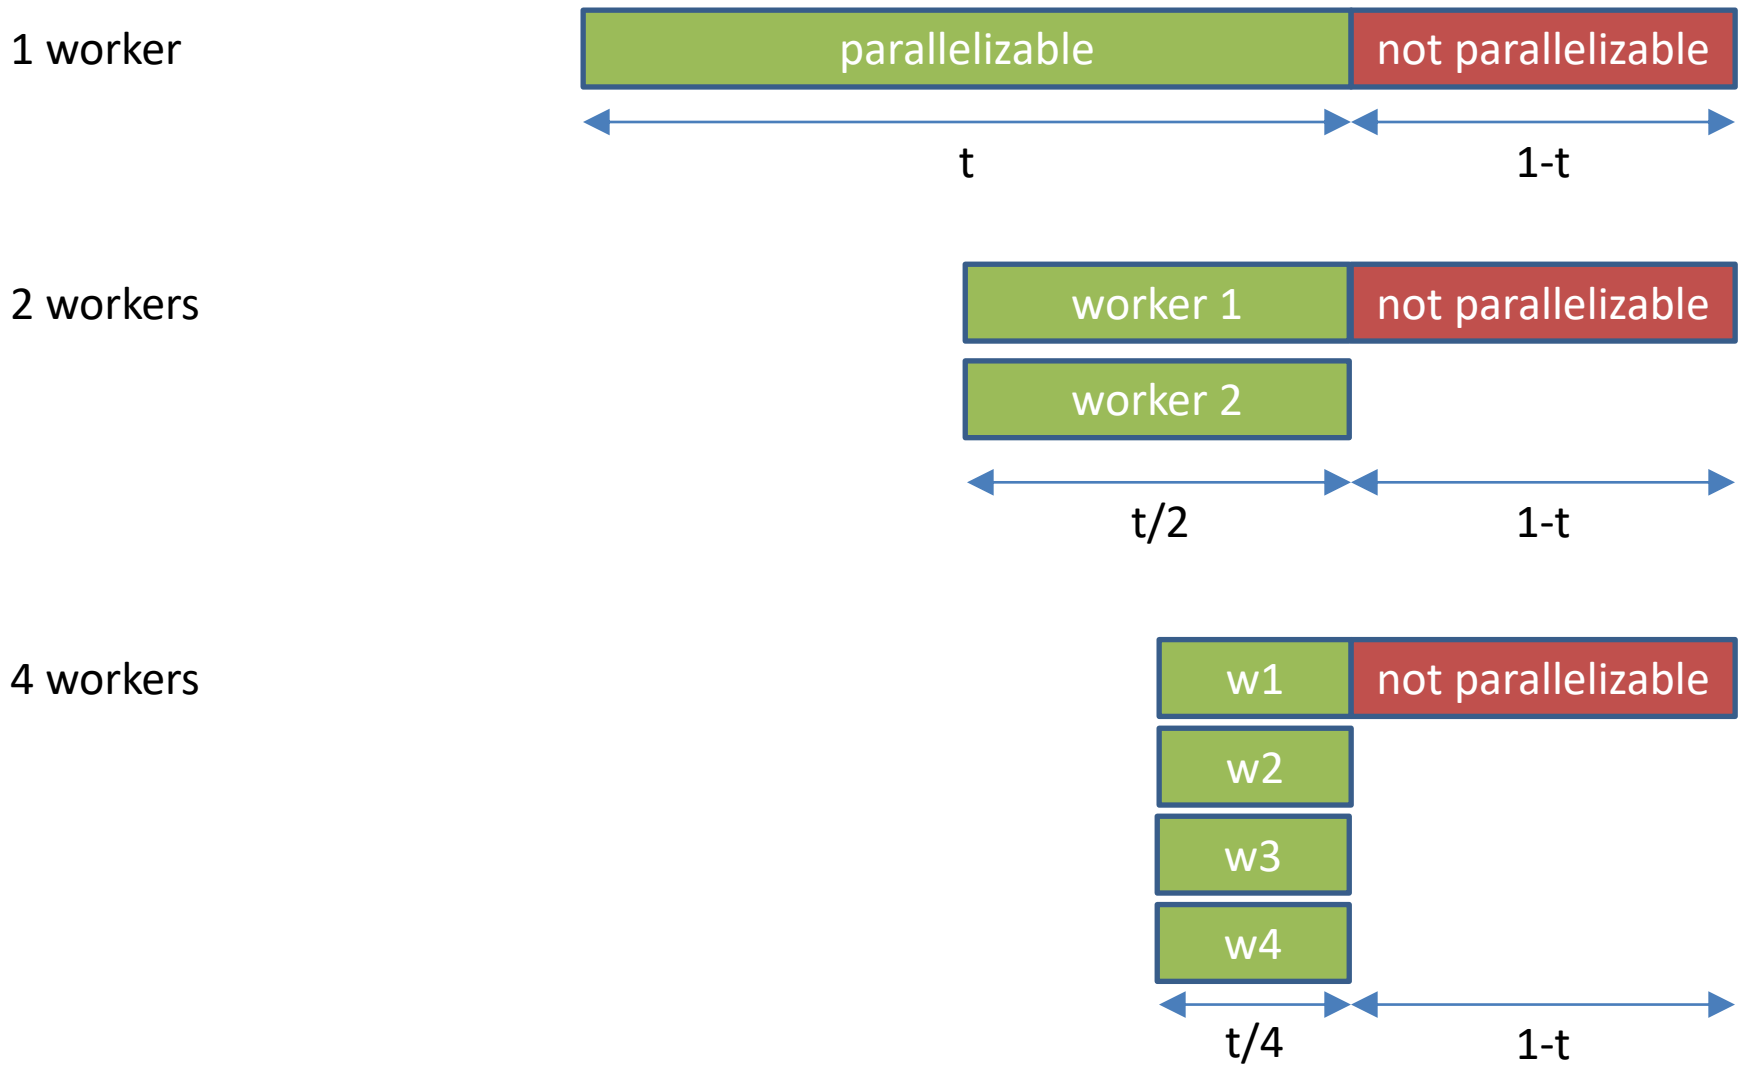 1 worker
parallelizable
not parallelizable
t
1-t
2 workers
worker 1
not parallelizable
worker 2
t/2
1-t
4 workers
w1
not parallelizable
w2
w3
w4
t/4
1-t